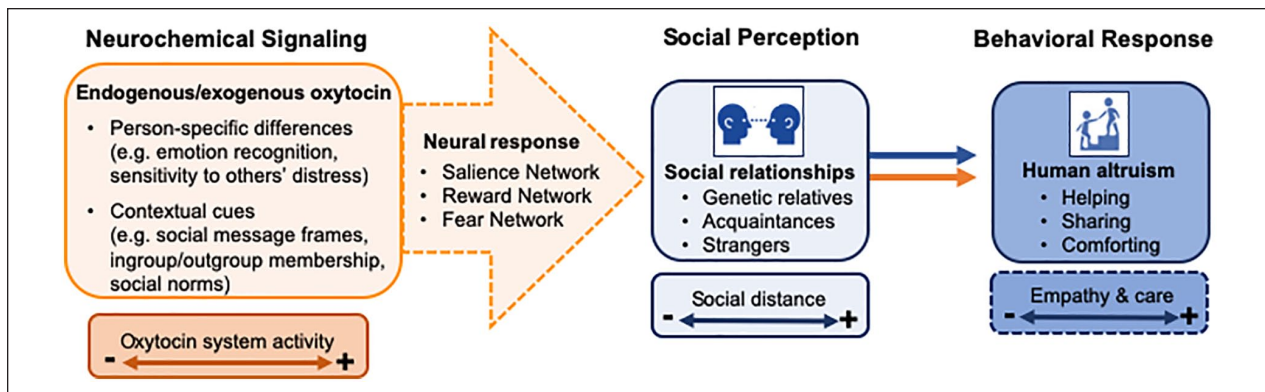 Neurochemical Signaling
Endogenous/exogenous oxytocin
• Person-specific differences
(e.g. emotion recognition,
sensitivity to others' distress)
• Contextual cues
(e.g. social message frames,
ingroup/outgroup membership,
social norms)
Oxytocin system activity
- +
Neural response
• Salience Network
• Reward Network
• Fear Network
Social Perception
Social relationships
• Genetic relatives
• Acquaintances
• Strangers
Social distance
- +
Behavioral Response
Human altruism
• Helping
• Sharing
• Comforting
Empathy & care
- +